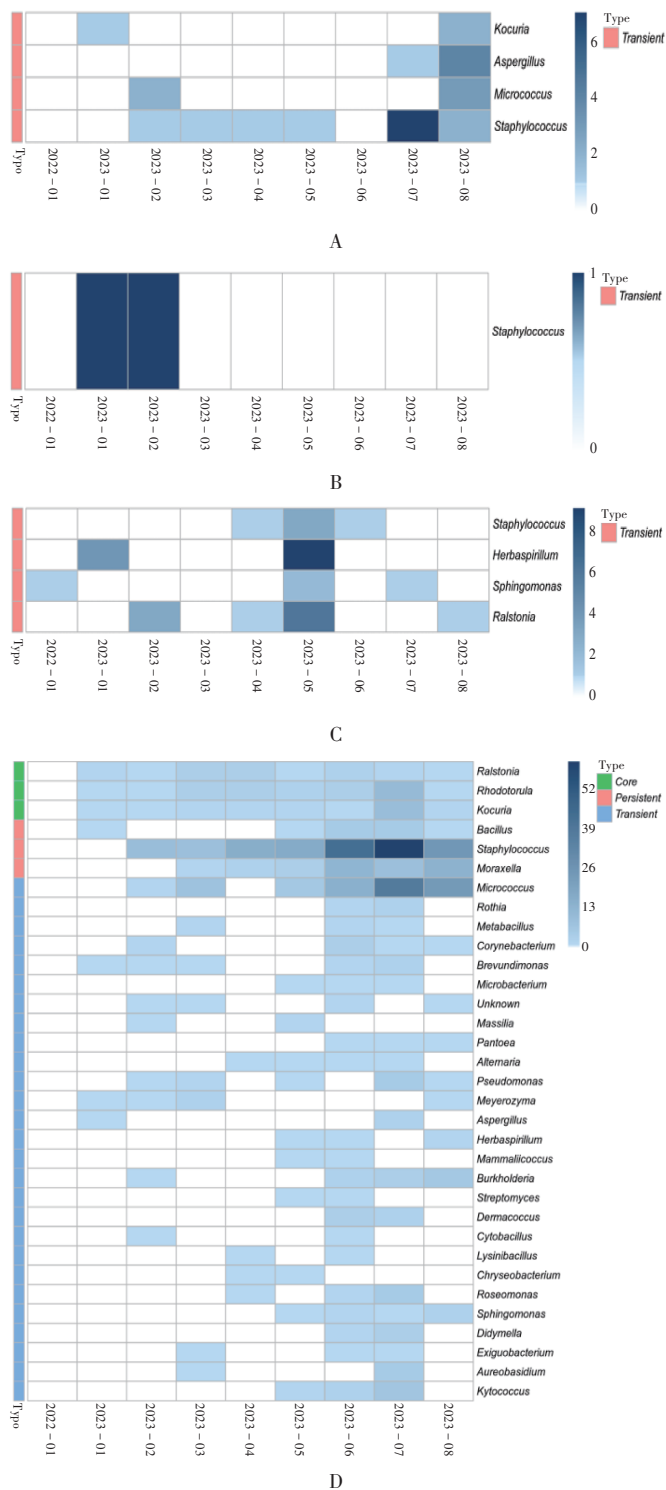 6
4
2
0
Type
Transient
Kocuria
Aspergillus
Micrococcus
Staphylococcus
Typo
2022-01
2023-01
2023-02
2023-03
2023-04
2023-05
2023-06
2023-07
2023-08
A
1
0
Type
Transient
Staphylococcus
Typo
2022-01
2023-01
2023-02
2023-03
2023-04
2023-05
2023-06
2023-07
2023-08
B
8
6
4
2
0
Type
Transient
Staphylococcus
Herbaspirillum
Sphingomonas
Ralstonia
Typo
2022-01
2023-01
2023-02
2023-03
2023-04
2023-05
2023-06
2023-07
2023-08
C
52
39
26
13
0
Type
Core
Persistent
Transient
Ralstonia
Rhodotorula
Kocuria
Bacillus
Staphylococcus
Moraxella
Micrococcus
Rothia
Metabacillus
Corynebacterium
Brevundimonas
Microbacterium
Unknown
Massilia
Pantoea
Alternaria
Pseudomonas
Meyerozyma
Aspergillus
Herbaspirillum
Mammaliicoccus
Burkholderia
Streptomyces
Dermacoccus
Cytobacillus
Lysinibacillus
Chryseobacterium
Roseomonas
Sphingomonas
Didymella
Exiguobacterium
Aureobasidium
Kytococcus
Typo
2022-01
2023-01
2023-02
2023-03
2023-04
2023-05
2023-06
2023-07
2023-08
D